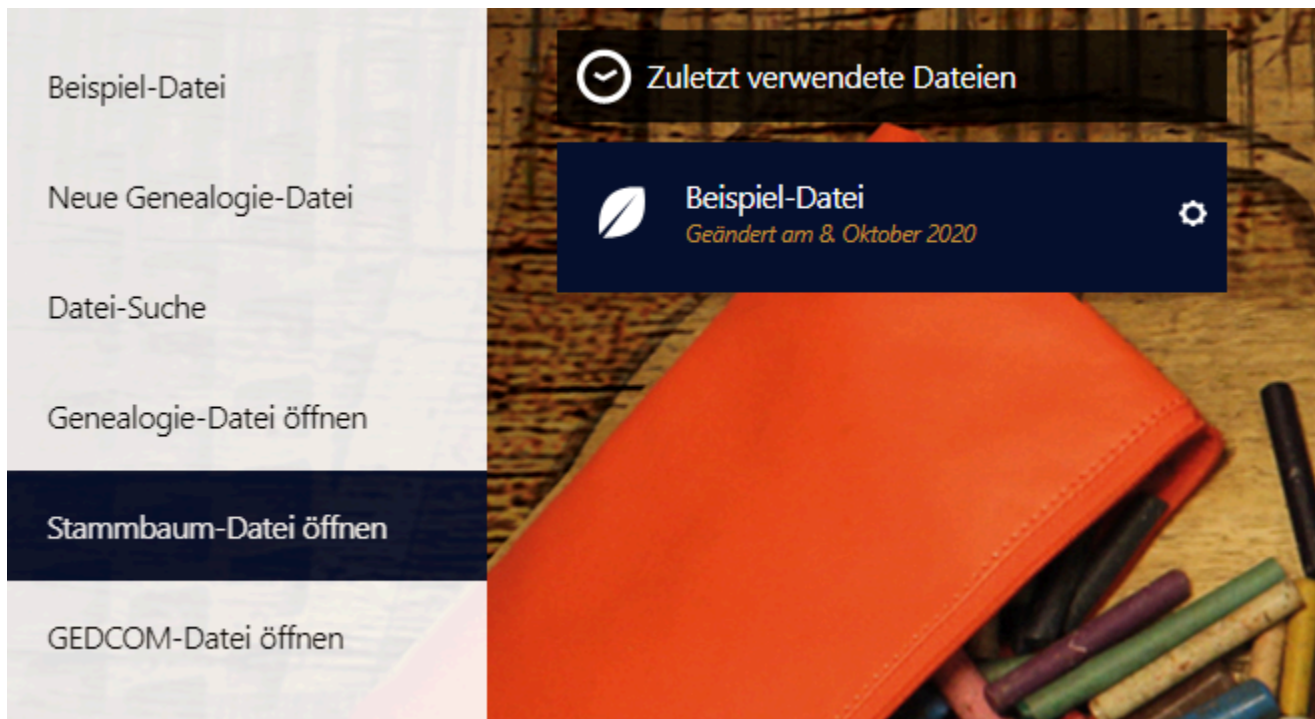 Beispiel-Datei
Neue Genealogie-Datei
Datei-Suche
Genealogie-Datei öffnen
Stammbaum-Datei öffnen
GEDCOM-Datei öffnen
Zuletzt verwendete Dateien
Beispiel-Datei
Geändert am 8. Oktober 2020